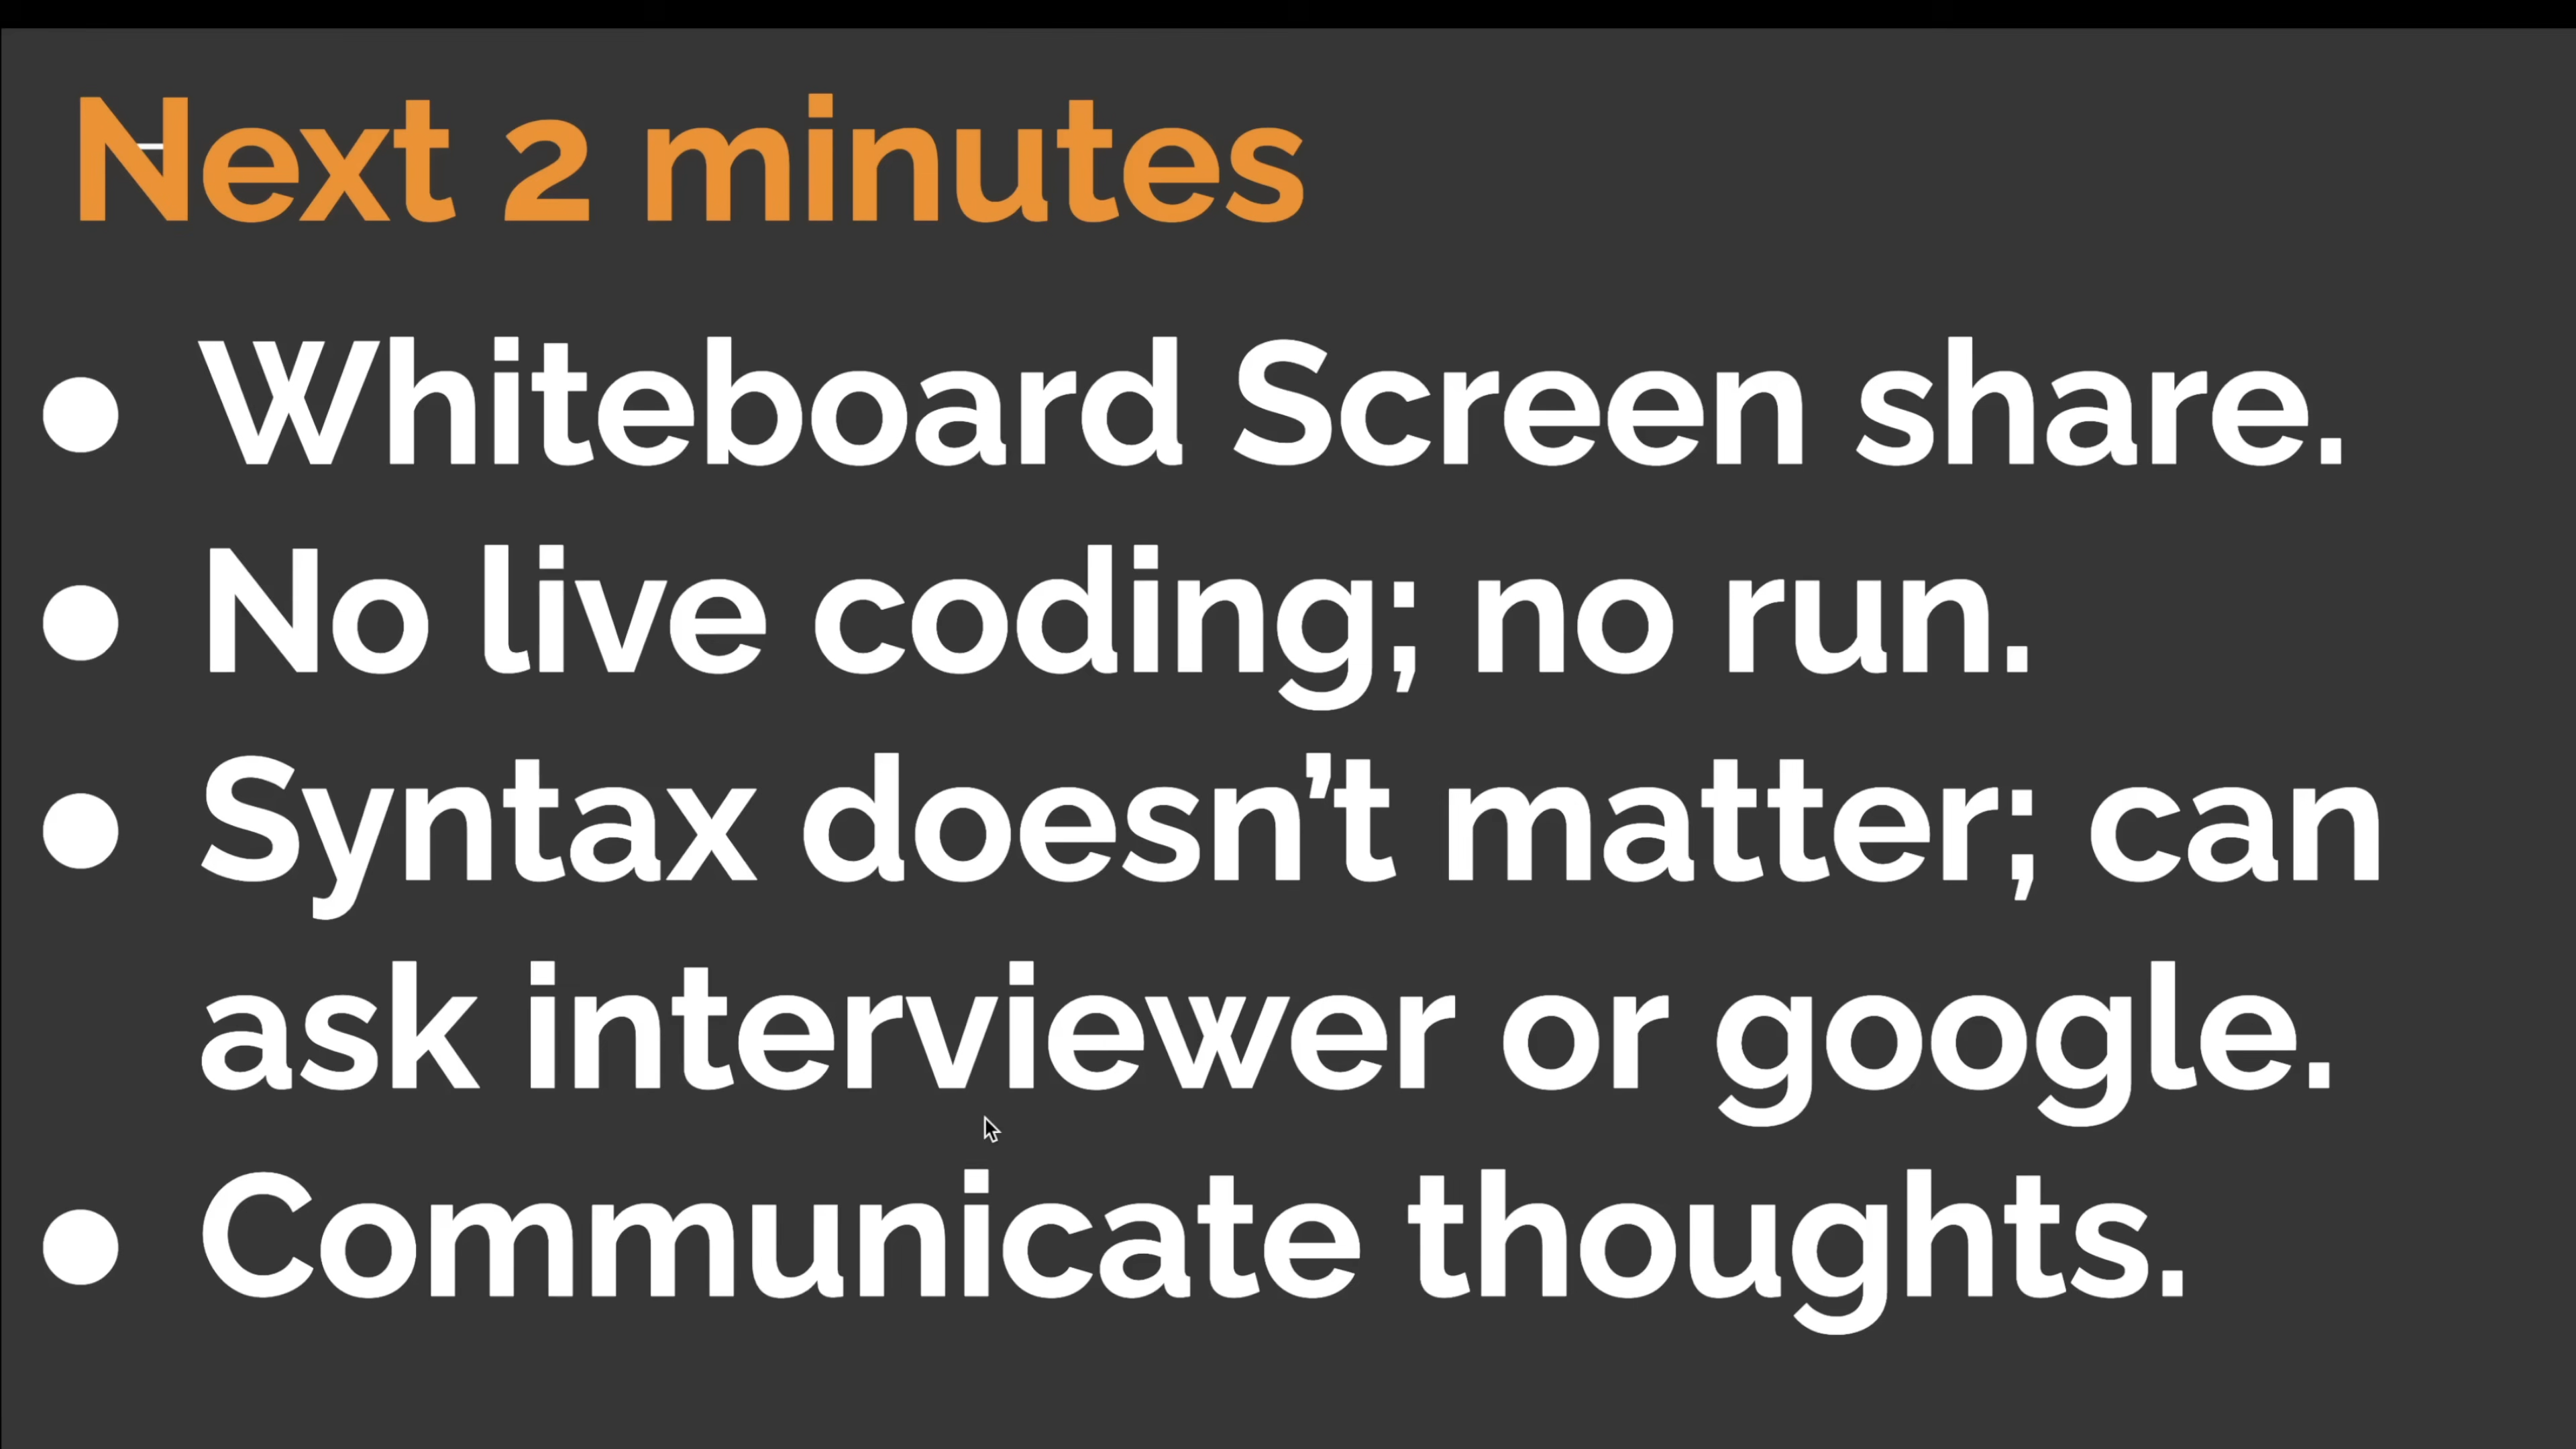 Next 2 minutes
● Whiteboard Screen share.
● No live coding; no run.
● Syntax doesn’t matter; can
ask interviewer or google.
● Communicate thoughts.